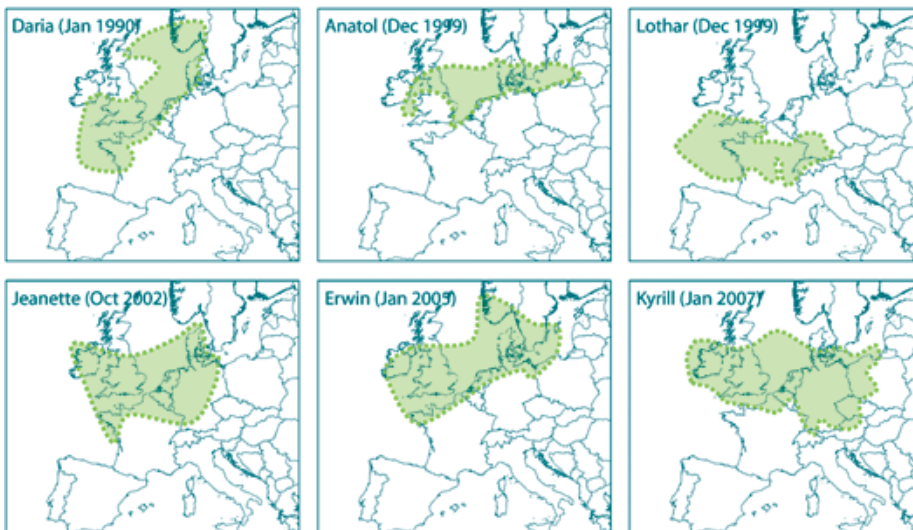 Daria (Jan 1990)
Anatol (Dec 1999)
Lothar (Dec 1999)
Jeanette (Oct 2002)
Erwin (Jan 2005)
Kyrill (Jan 2007)